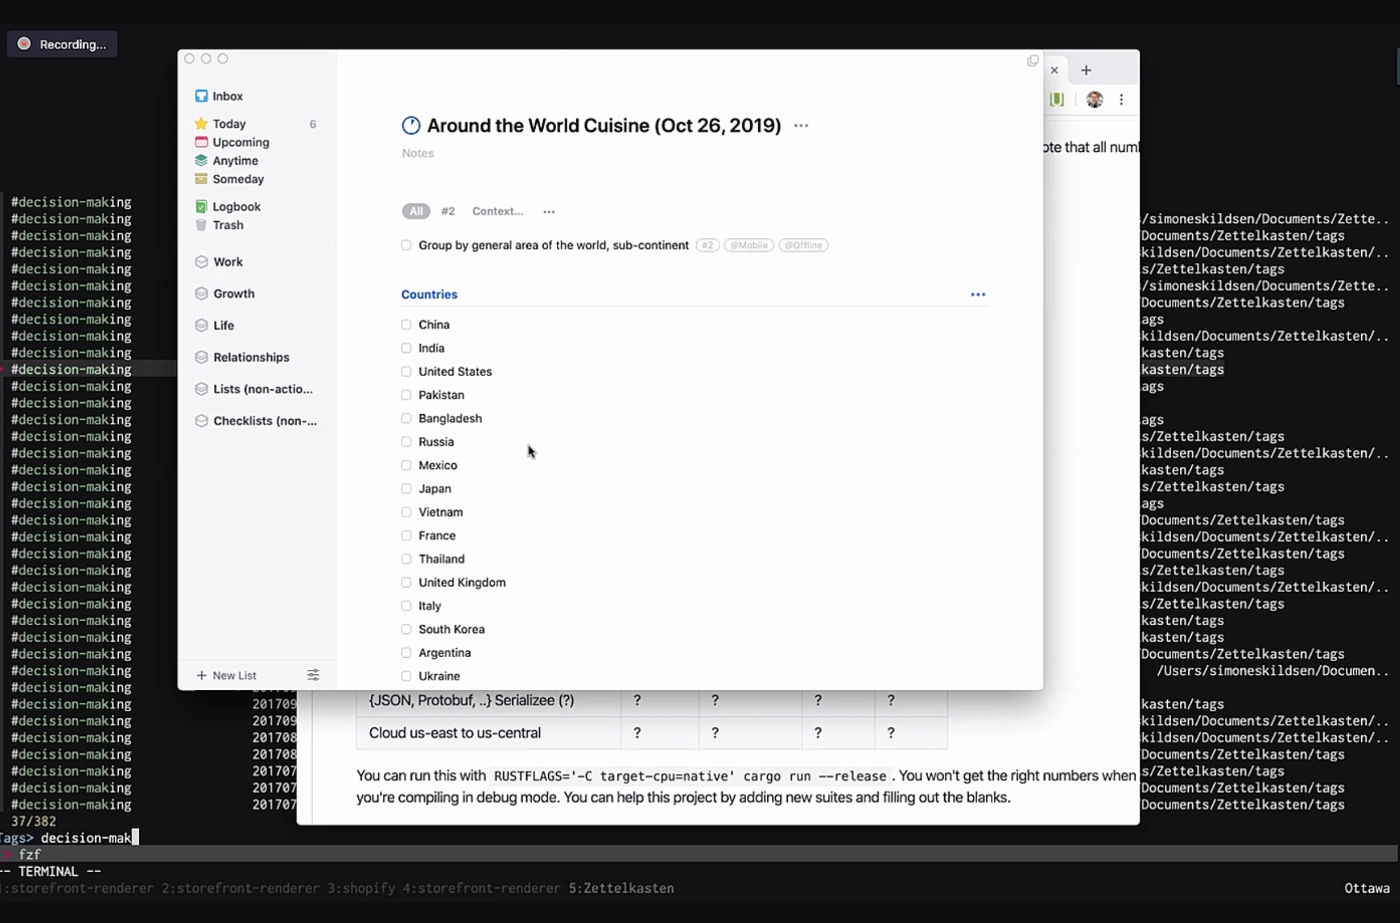 Recording...
Inbox
Today 6
Upcoming
Anytime
Someday
Logbook
Trash
Work
Growth
Life
Relationships
Lists (non-actio...
Checklists (non-...
+ New List
Around the World Cuisine (Oct 26, 2019) ...
Notes
All #2 Context... ...
Group by general area of the world, sub-continent #2 @Mobile @Offline
Countries ...
China
India
United States
Pakistan
Bangladesh
Russia
Mexico
Japan
Vietnam
France
Thailand
United Kingdom
Italy
South Korea
Argentina
Ukraine
ote that all numb
{JSON, Protobuf, ..} Serializee (?) ? ? ? ?
Cloud us-east to us-central ? ? ? ?
You can run this with RUSTFLAGS='-C target-cpu=native' cargo run --release . You won't get the right numbers when
you're compiling in debug mode. You can help this project by adding new suites and filling out the blanks.
#decision-making
#decision-making /simoneskildsen/Documents/Zette..
#decision-making Documents/Zettelkasten/tags
#decision-making kildsen/Documents/Zettelkasten/..
#decision-making s/Zettelkasten/tags
#decision-making /simoneskildsen/Documents/Zette..
#decision-making Documents/Zettelkasten/tags
#decision-making ags
#decision-making kildsen/Documents/Zettelkasten/..
#decision-making kasten/tags
#decision-making kasten/tags
#decision-making ags
#decision-making
#decision-making ags
#decision-making s/Zettelkasten/tags
#decision-making kildsen/Documents/Zettelkasten/..
#decision-making kasten/tags
#decision-making s/Zettelkasten/tags
#decision-making ags
#decision-making Documents/Zettelkasten/tags
#decision-making kildsen/Documents/Zettelkasten/..
#decision-making Documents/Zettelkasten/tags
#decision-making s/Zettelkasten/tags
#decision-making kildsen/Documents/Zettelkasten/..
#decision-making s/Zettelkasten/tags
#decision-making kasten/tags
#decision-making kasten/tags
#decision-making Documents/Zettelkasten/tags
#decision-making /Users/simoneskildsen/Documen..
#decision-making
#decision-making 201709 kasten/tags
#decision-making 201709 kildsen/Documents/Zettelkasten/..
#decision-making 201708 kildsen/Documents/Zettelkasten/..
#decision-making 201708 Documents/Zettelkasten/tags
#decision-making 201707 s/Zettelkasten/tags
#decision-making 201707 kildsen/Documents/Zettelkasten/..
#decision-making 201707 Documents/Zettelkasten/tags
37/382
Tags> decision-mak
fzf
-- TERMINAL --
1:storefront-renderer 2:storefront-renderer 3:shopify 4:storefront-renderer 5:Zettelkasten Ottawa